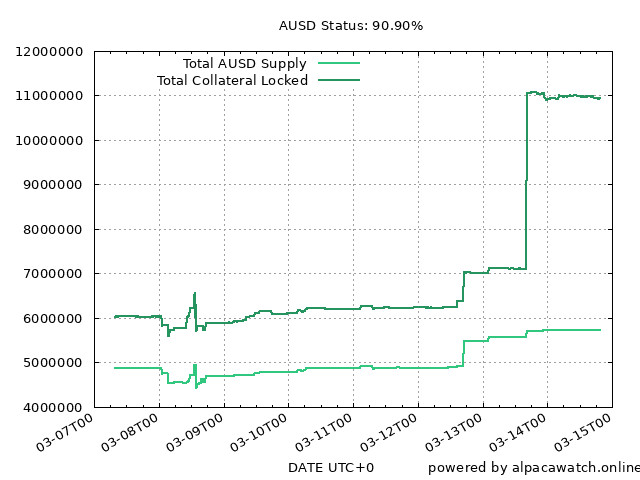 AUSD Status: 90.90%
12000000
11000000
10000000
9000000
8000000
7000000
6000000
5000000
4000000
Total AUSD Supply
Total Collateral Locked
03-07T00
03-08T00
03-09T00
03-10T00
03-11T00
03-12T00
03-13T00
03-14T00
03-15T00
DATE UTC+0
powered by alpacawatch.online